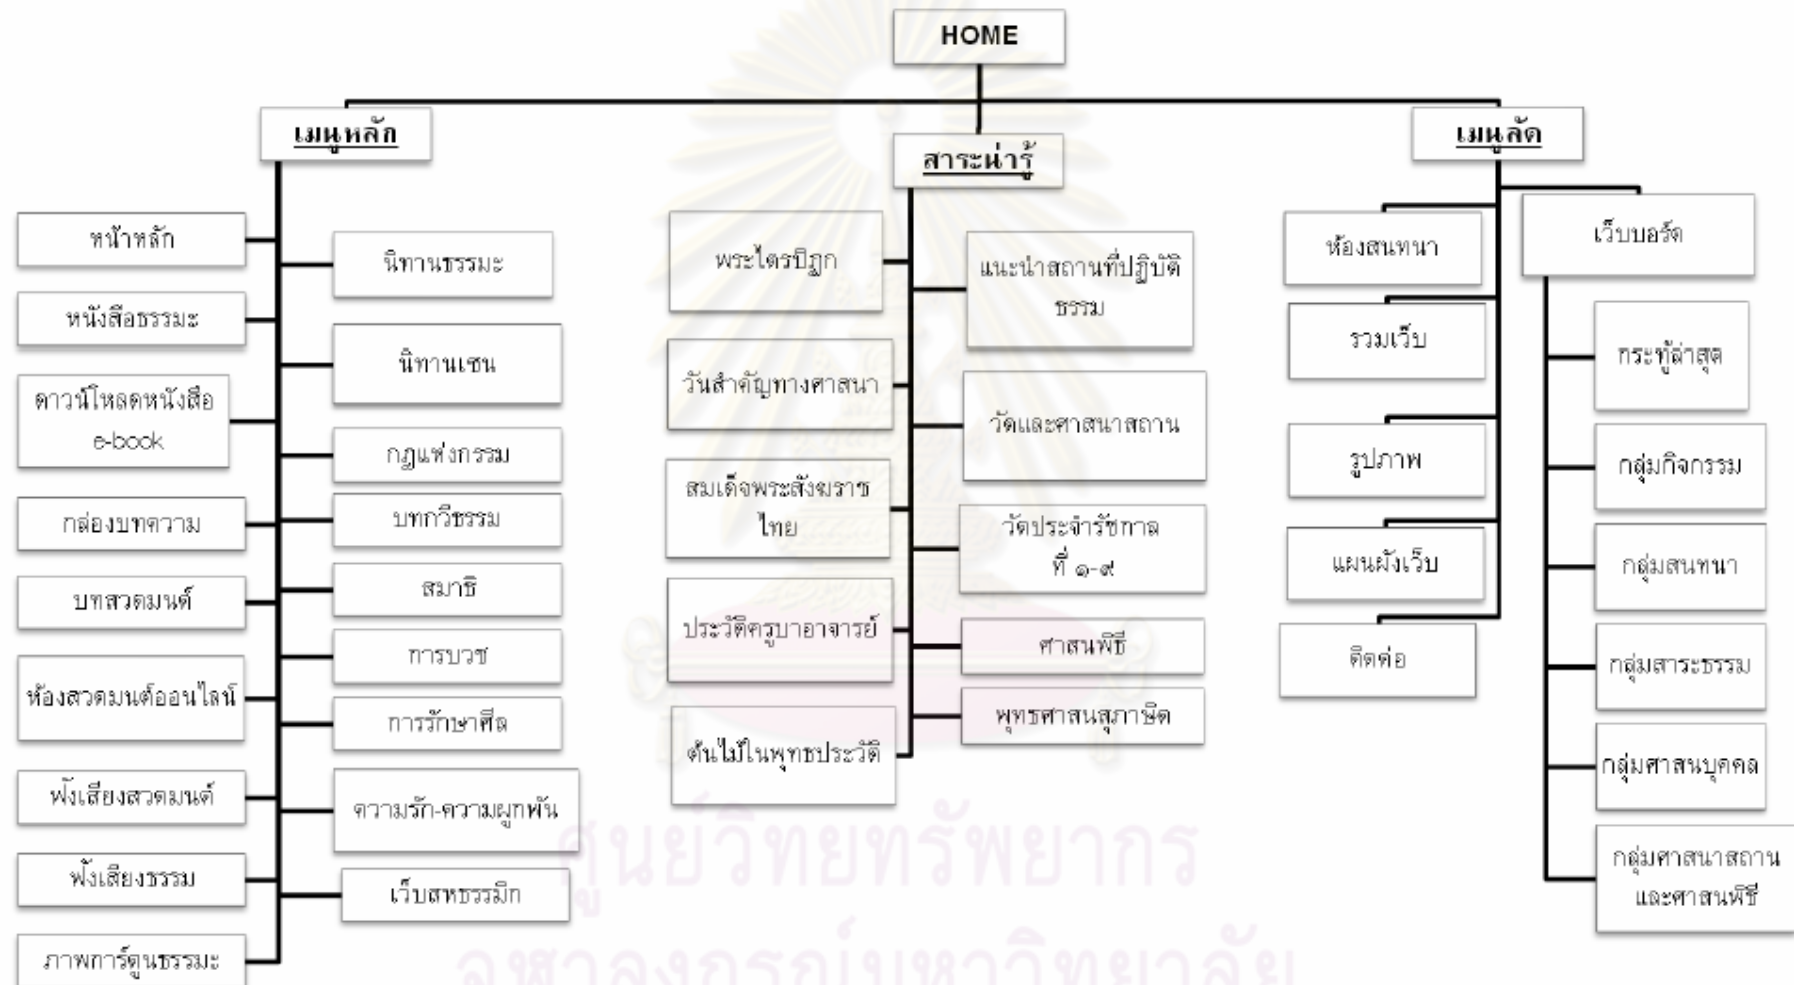 HOME
เมนูหลัก
หน้าหลัก
หนังสือธรรมะ
ดาวน์โหลดหนังสือ
e-book
กล่องบทความ
บทสวดมนต์
ห้องสวดมนต์ออนไลน์
ฟังเสียงสวดมนต์
ฟังเสียงธรรม
ภาพการ์ตูนธรรมะ
นิทานธรรมะ
นิทานเซน
กฎแห่งกรรม
บทกวีธรรม
สมาธิ
การบวช
การรักษาศีล
ความรัก-ความผูกพัน
เว็บสหธรรมิก
สาระน่ารู้
พระไตรปิฎก
วันสำคัญทางศาสนา
สมเด็จพระสังฆราช
ไทย
ประวัติครูบาอาจารย์
ต้นไม้ในพุทธประวัติ
แนะนำสถานที่ปฏิบัติ
ธรรม
วัดและศาสนาสถาน
วัดประจำรัชกาล
ที่ ๑-๙
ศาสนพิธี
พุทธศาสนสุภาษิต
เมนูลัด
ห้องสนทนา
รวมเว็บ
รูปภาพ
แผนผังเว็บ
ติดต่อ
เว็บบอร์ด
กระทู้ล่าสุด
กลุ่มกิจกรรม
กลุ่มสนทนา
กลุ่มสาระธรรม
กลุ่มศาสนบุคคล
กลุ่มศาสนาสถาน
และศาสนพิธี
ศูนย์วิทยทรัพยากร
จุฬาลงกรณ์มหาวิทยาลัย